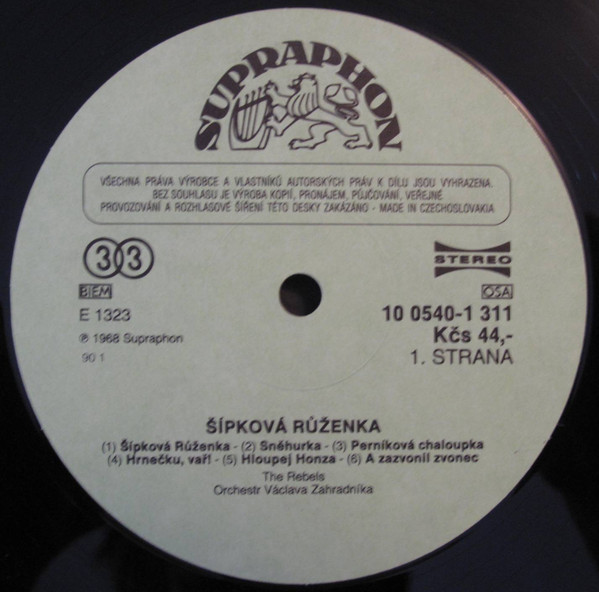 SUPRAPHON
VŠECHNA PRÁVA VÝROBCE A VLASTNÍKŮ AUTORSKÝCH PRÁV K DÍLU JSOU VYHRAZENA.
BEZ SOUHLASU JE VÝROBA KOPIÍ, PRONÁJEM, PŮJČOVÁNÍ, VEŘEJNÉ
PROVOZOVÁNÍ A ROZHLASOVÉ ŠÍŘENÍ TÉTO DESKY ZAKÁZÁNO - MADE IN CZECHOSLOVAKIA
33 STEREO
BIEM OSA
E 1323 10 0540-1 311
℗ 1968 Supraphon Kčs 44,-
90 1 1. STRANA
ŠÍPKOVÁ RŮŽENKA
(1) Šípková Růženka - (2) Sněhurka - (3) Perníková chaloupka
(4) Hrnečku, vař! - (5) Hloupej Honza - (6) A zazvonil zvonec
The Rebels
Orchestr Václava Zahradníka